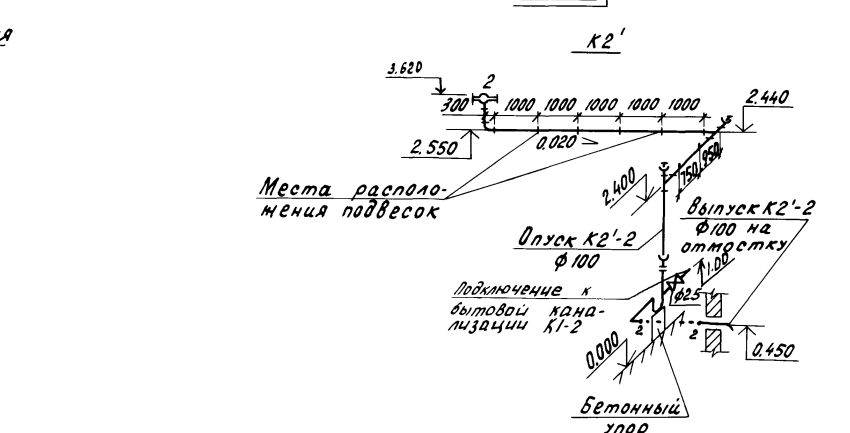 я
К2'
3.620
2
300 1000 1000 1000 1000 1000
2.440
2.550
0.020
2.400
750 950
Места располо-
жения подвесок
Выпуск К2'-2
ф100 на
отмостку
Опуск К2'-2
ф100
1.00
Подключение к
бытовой кана-
лизации К1-2
ф25
2
2
0.450
0.000
Бетонный
упор